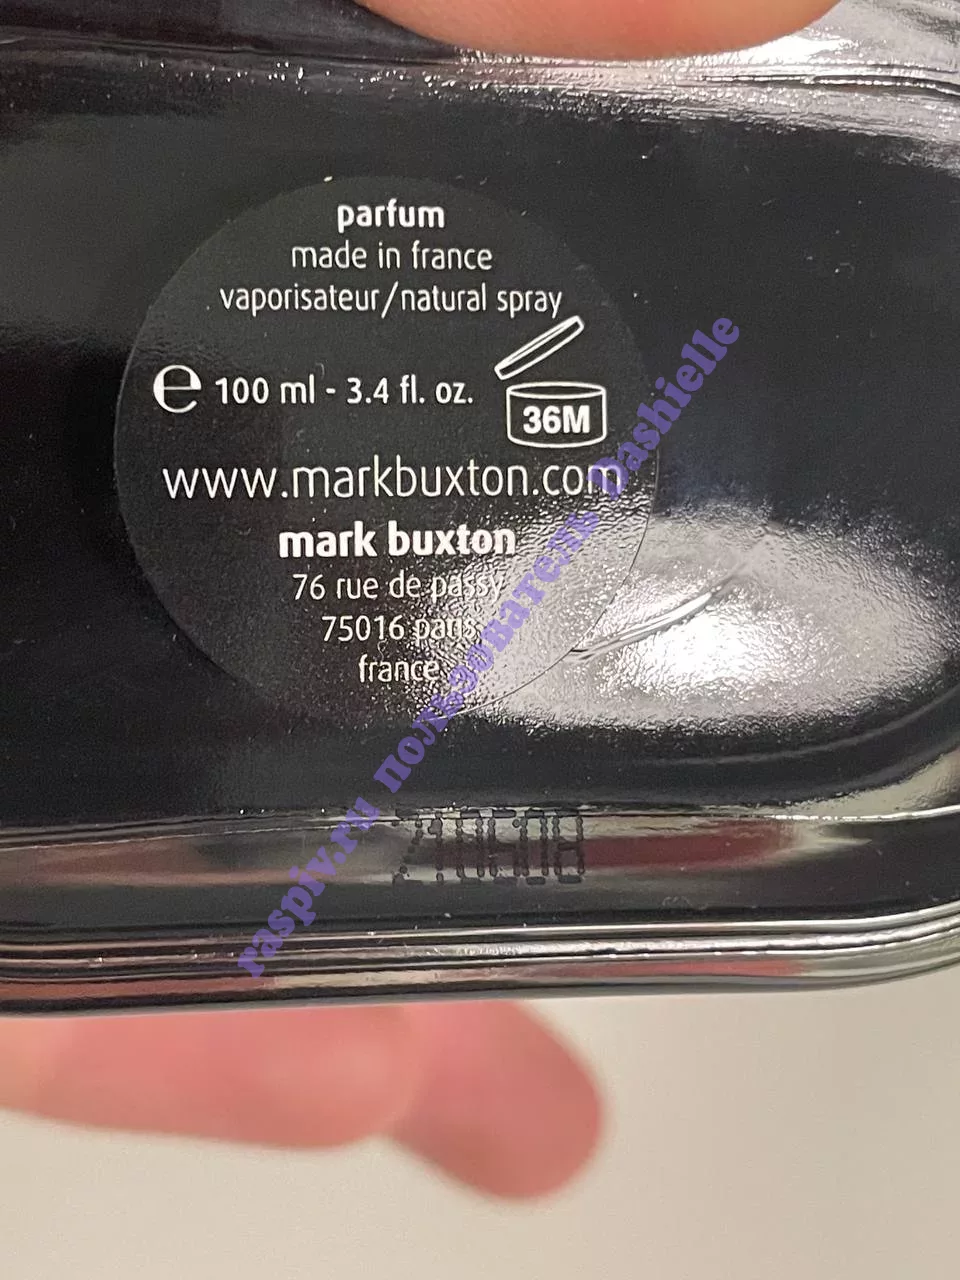 parfum
made in france
vaporisateur/natural spray
e 100 ml - 3.4 fl. oz.
36M
www.markbuxton.com
mark buxton
76 rue de passy
75016 paris
france
raspiv.ru пользователь Dashielle